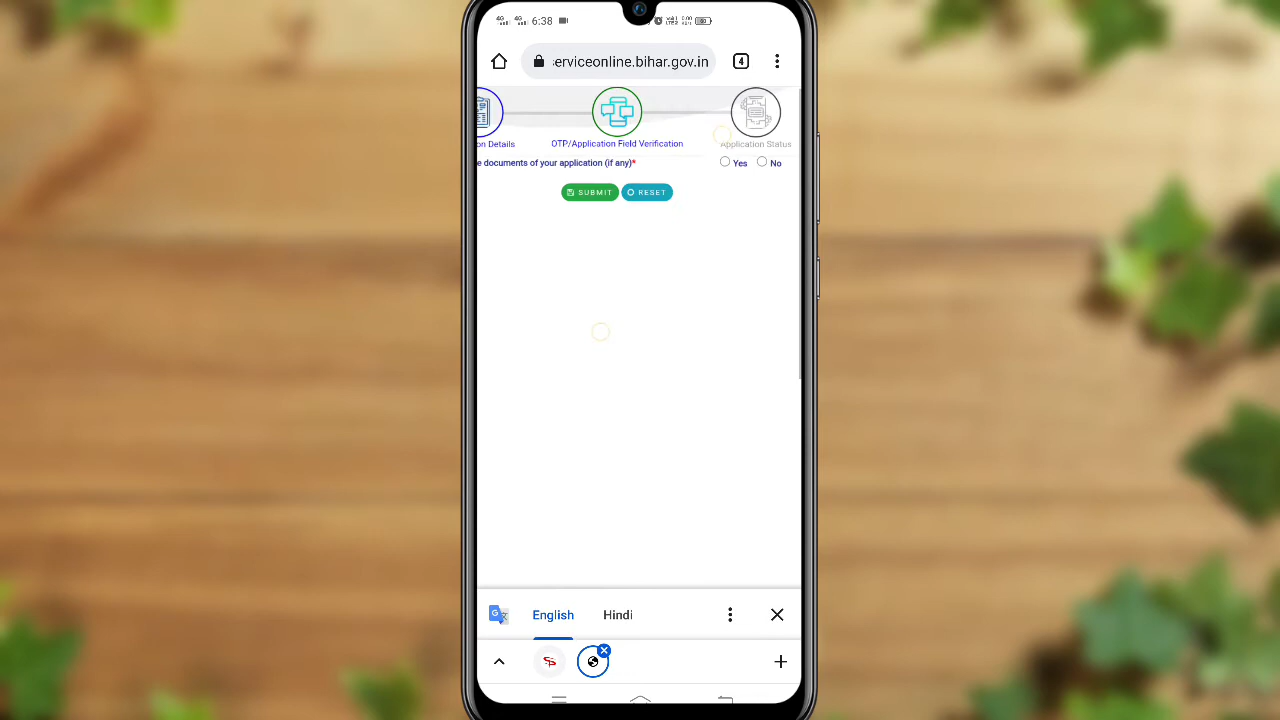 6:38
erviceonline.bihar.gov.in
4
on Details
OTP/Application Field Verification
Application Status
e documents of your application (if any)*
Yes
No
SUBMIT
RESET
English
Hindi